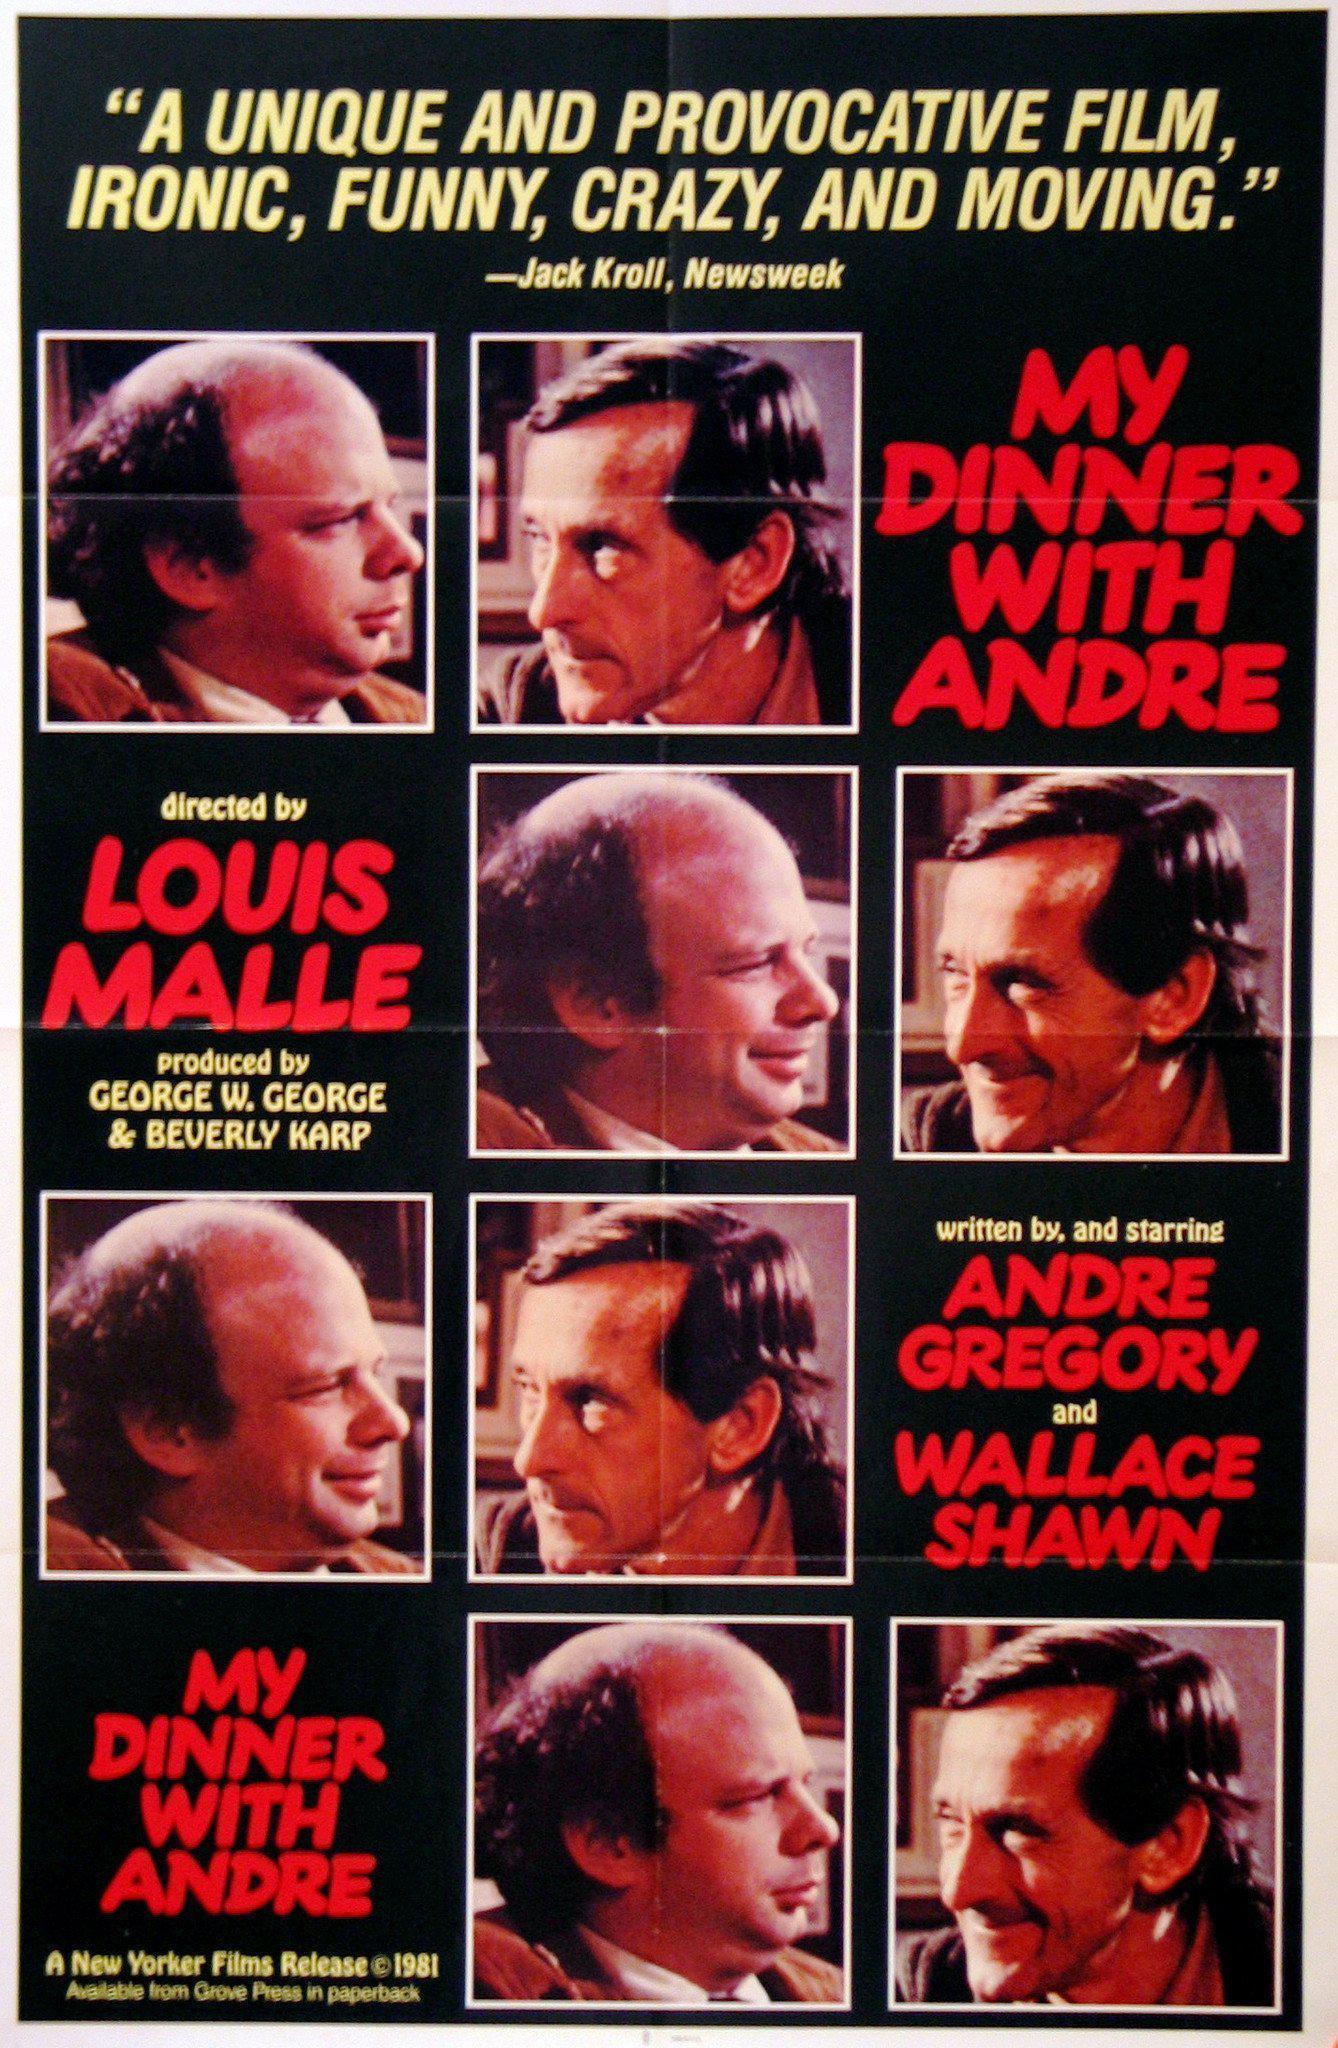 “A UNIQUE AND PROVOCATIVE FILM,
IRONIC, FUNNY, CRAZY, AND MOVING.”
—Jack Kroll, Newsweek
MY
DINNER
WITH
ANDRE
directed by
LOUIS
MALLE
produced by
GEORGE W. GEORGE
& BEVERLY KARP
written by, and starring
ANDRE
GREGORY
and
WALLACE
SHAWN
MY
DINNER
WITH
ANDRE
A New Yorker Films Release © 1981
Available from Grove Press in paperback